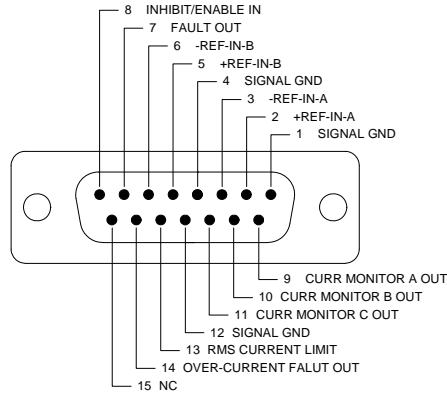 8 INHIBIT/ENABLE IN
7 FAULT OUT
6 -REF-IN-B
5 +REF-IN-B
4 SIGNAL GND
3 -REF-IN-A
2 +REF-IN-A
1 SIGNAL GND
9 CURR MONITOR A OUT
10 CURR MONITOR B OUT
11 CURR MONITOR C OUT
12 SIGNAL GND
13 RMS CURRENT LIMIT
14 OVER-CURRENT FALUT OUT
15 NC